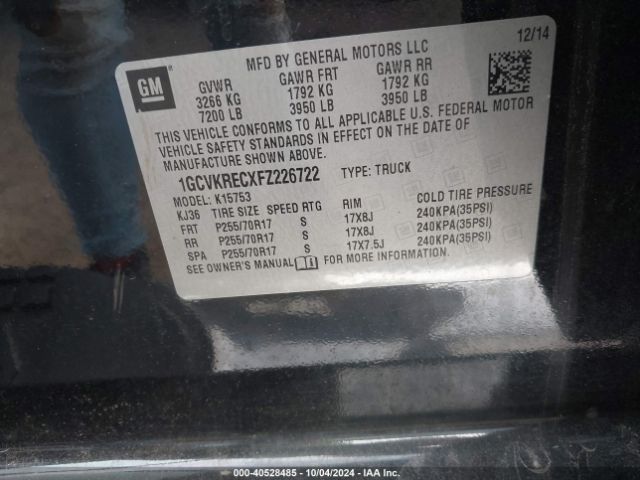 MFD BY GENERAL MOTORS LLC 12/14
GM
GVWR GAWR FRT GAWR RR
3266 KG 1792 KG 1792 KG
7200 LB 3950 LB 3950 LB
THIS VEHICLE CONFORMS TO ALL APPLICABLE U.S. FEDERAL MOTOR
VEHICLE SAFETY STANDARDS IN EFFECT ON THE DATE OF
MANUFACTURE SHOWN ABOVE.
1GCVKRECXFZ226722 TYPE: TRUCK
MODEL: K15753
KJ36 TIRE SIZE SPEED RTG RIM COLD TIRE PRESSURE
FRT P255/70R17 S 17X8J 240KPA(35PSI)
RR P255/70R17 S 17X8J 240KPA(35PSI)
SPA P255/70R17 S 17X7.5J 240KPA(35PSI)
SEE OWNER'S MANUAL FOR MORE INFORMATION.
000-40528485 - 10/04/2024 - IAA Inc.